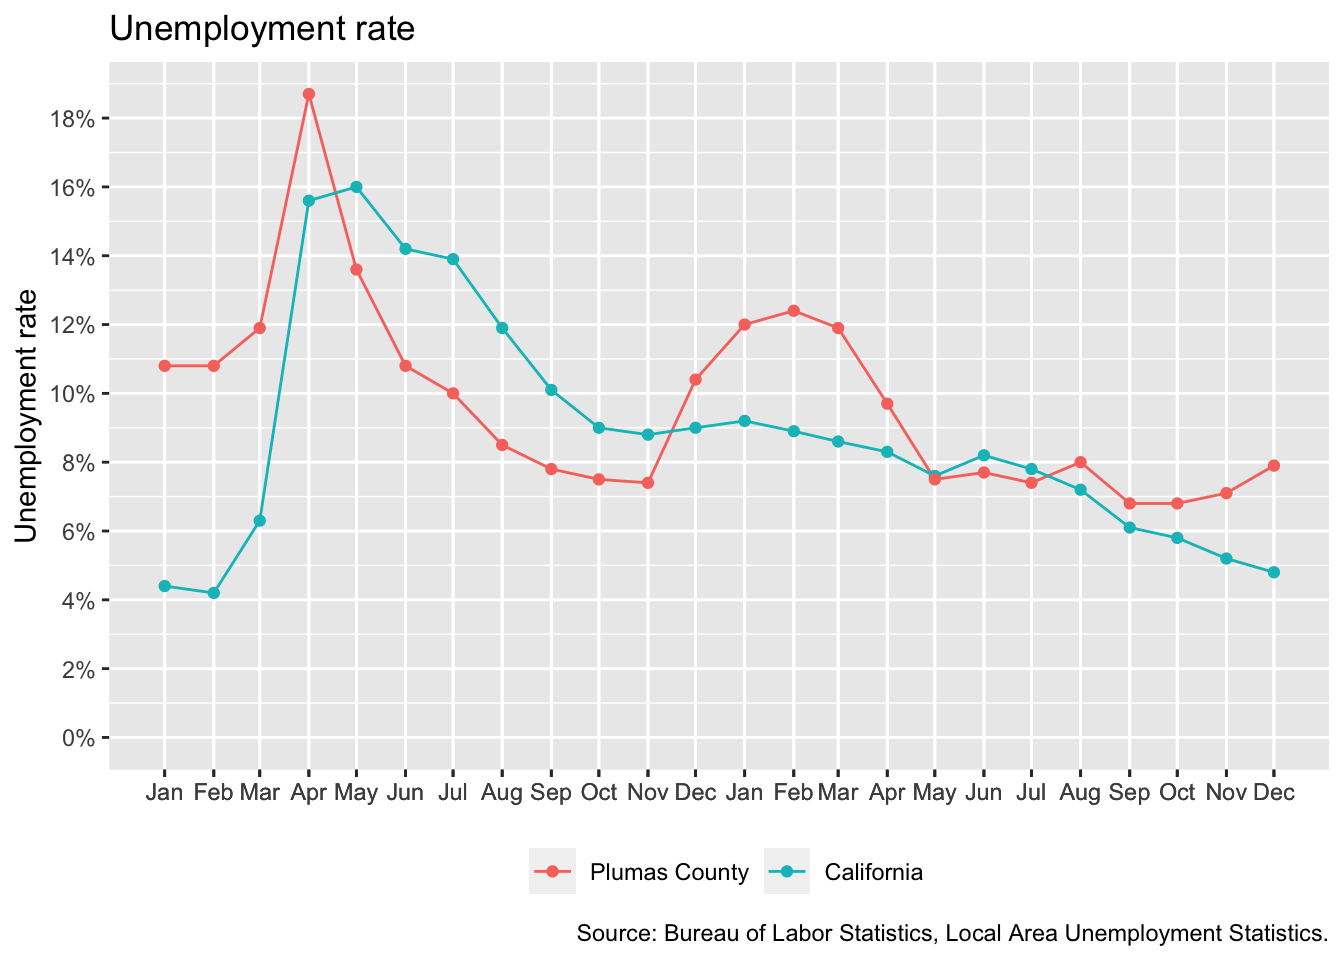 Unemployment rate
Unemployment rate
18%
16%
14%
12%
10%
8%
6%
4%
2%
0%
Jan Feb Mar Apr May Jun Jul Aug Sep Oct Nov Dec Jan Feb Mar Apr May Jun Jul Aug Sep Oct Nov Dec
Plumas County California
Source: Bureau of Labor Statistics, Local Area Unemployment Statistics.